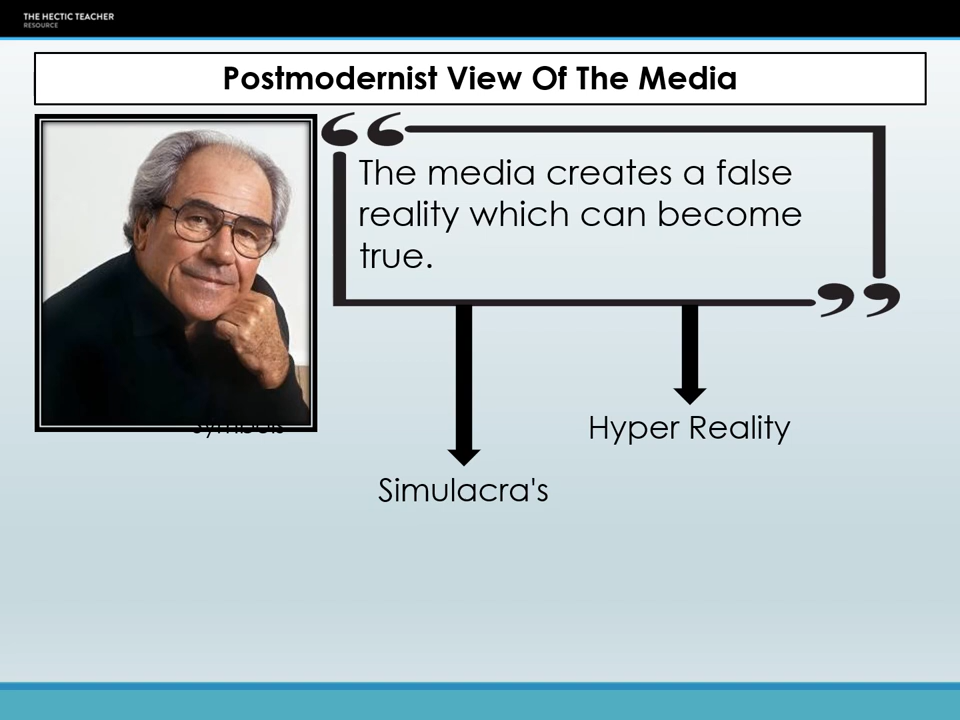 THE HECTIC TEACHER
RESOURCE
Postmodernist View Of The Media
The media creates a false
reality which can become
true.
symbols
Hyper Reality
Simulacra's